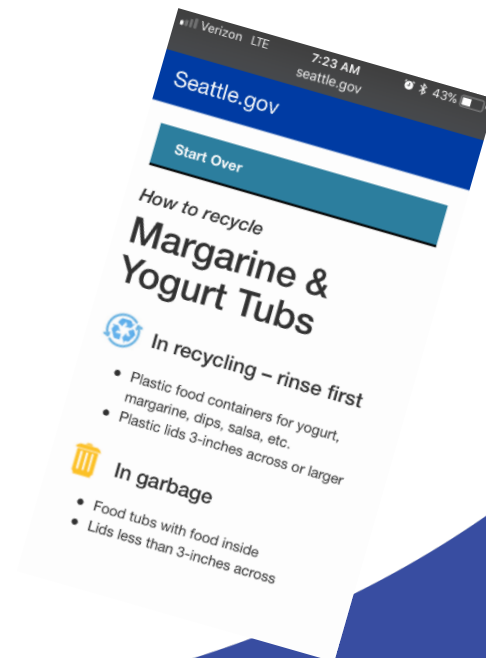 Verizon LTE 7:23 AM 43%
seattle.gov
Seattle.gov
Start Over
How to recycle
Margarine &
Yogurt Tubs
In recycling – rinse first
• Plastic food containers for yogurt,
margarine, dips, salsa, etc.
• Plastic lids 3-inches across or larger
In garbage
• Food tubs with food inside
• Lids less than 3-inches across